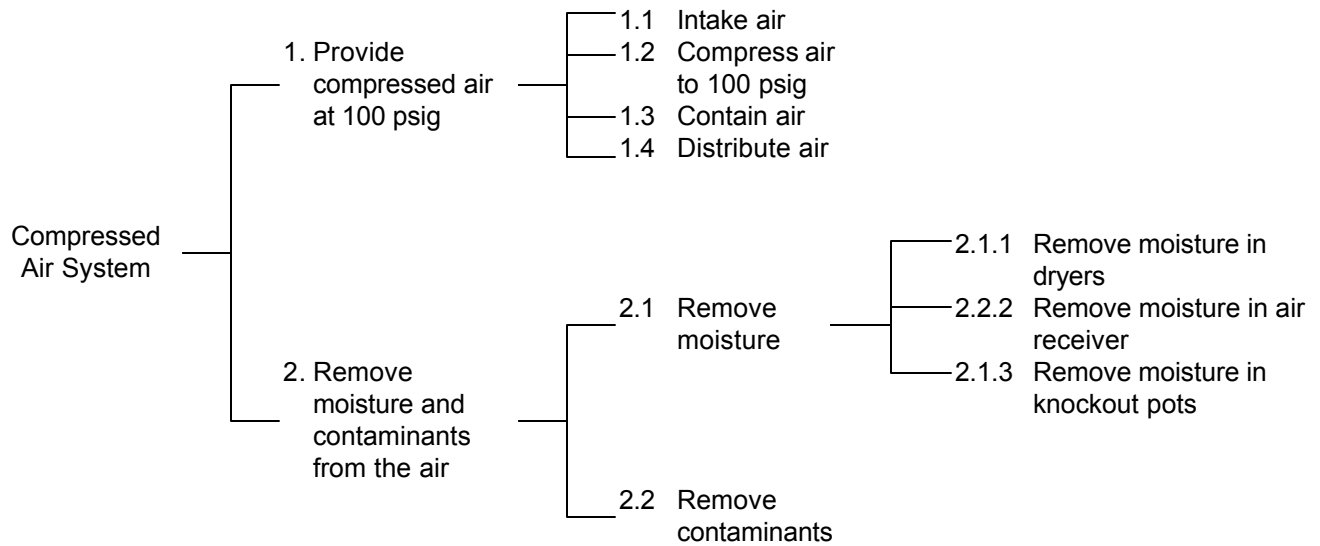 Compressed
Air System
1. Provide
compressed air
at 100 psig
1.1 Intake air
1.2 Compress air
to 100 psig
1.3 Contain air
1.4 Distribute air
2. Remove
moisture and
contaminants
from the air
2.1 Remove
moisture
2.1.1 Remove moisture in
dryers
2.2.2 Remove moisture in air
receiver
2.1.3 Remove moisture in
knockout pots
2.2 Remove
contaminants